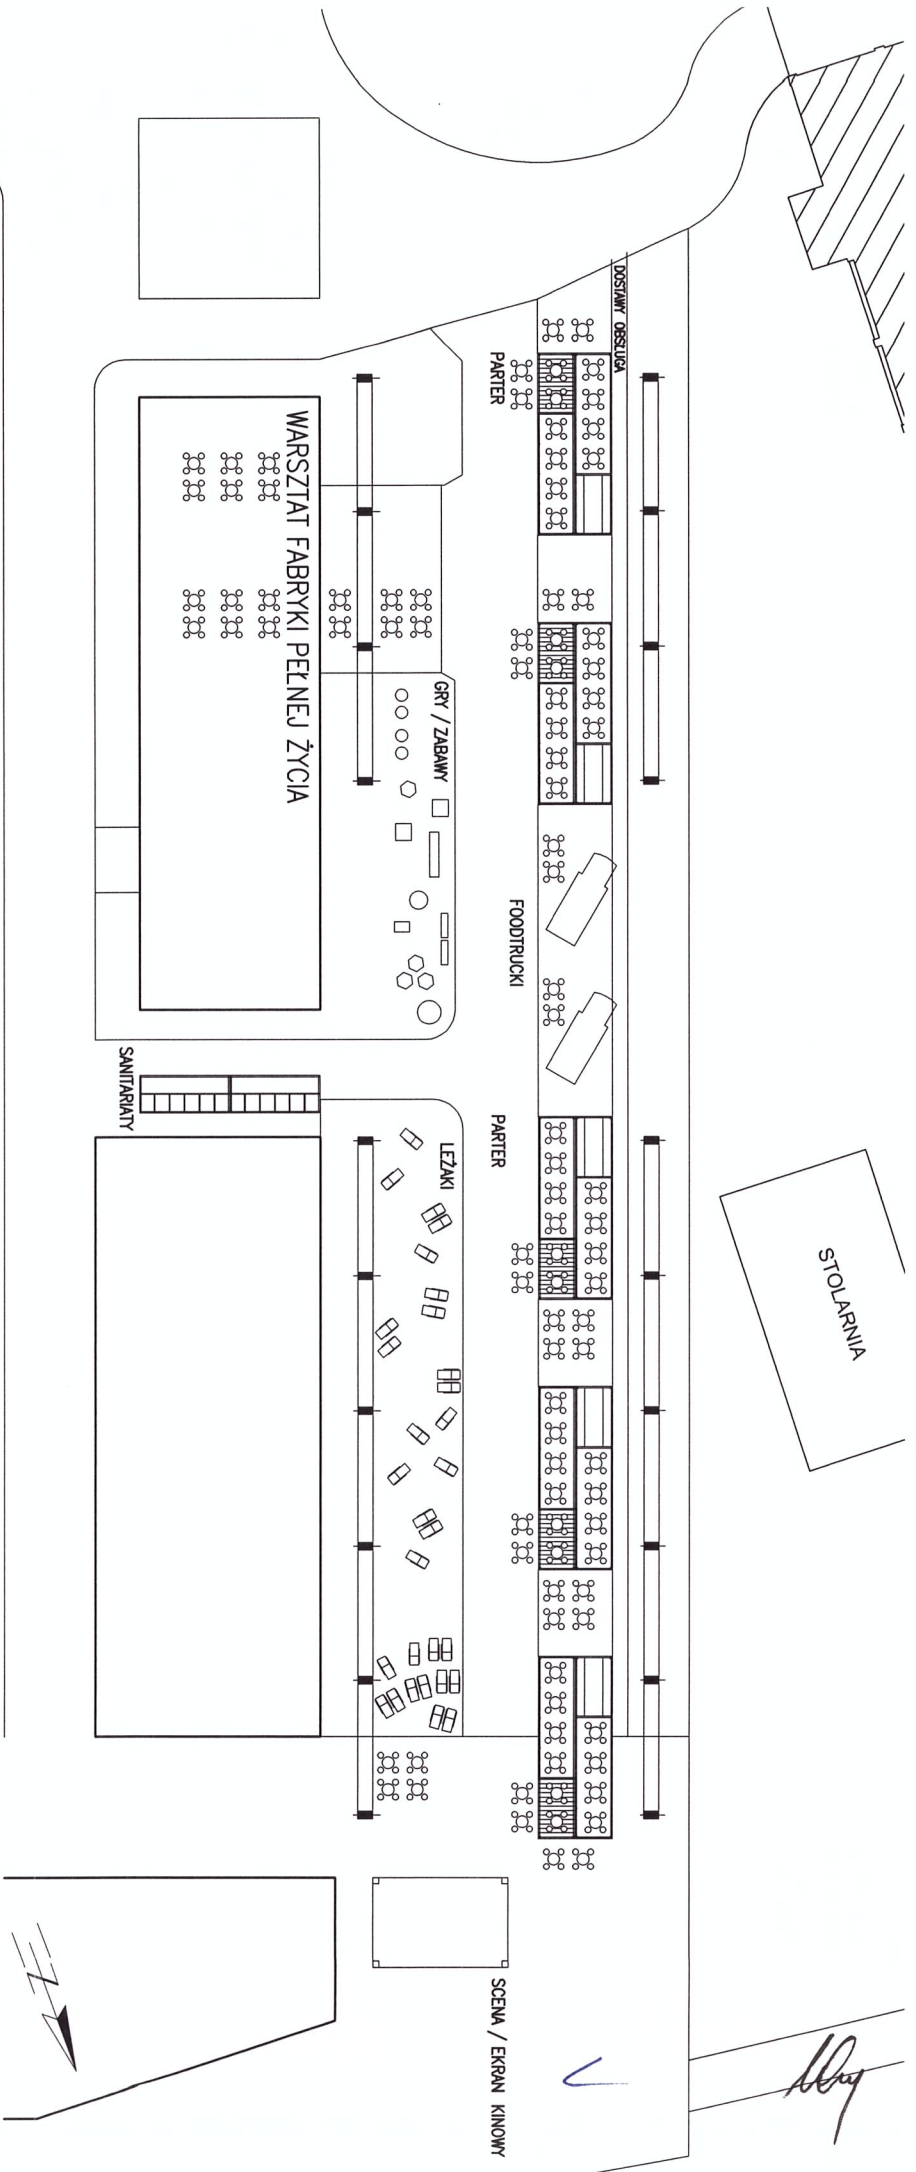 DOSTAWY OBSŁUGA
PARTER
WARSZTAT FABRYKI PEŁNEJ ŻYCIA
GRY / ZABAWY
FOODTRUCKI
SANITARIATY
PARTER
LEŻAKI
STOLARNIA
SCENA / EKRAN KINOWY
N